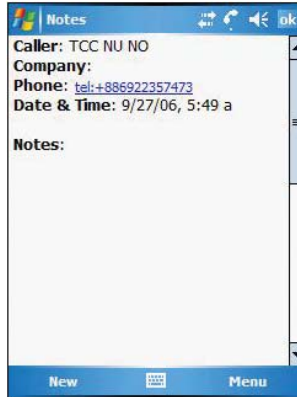 Notes
ok
Caller: TCC NU NO
Company:
Phone: tel:+886922357473
Date & Time: 9/27/06, 5:49 a
Notes:
New
Menu